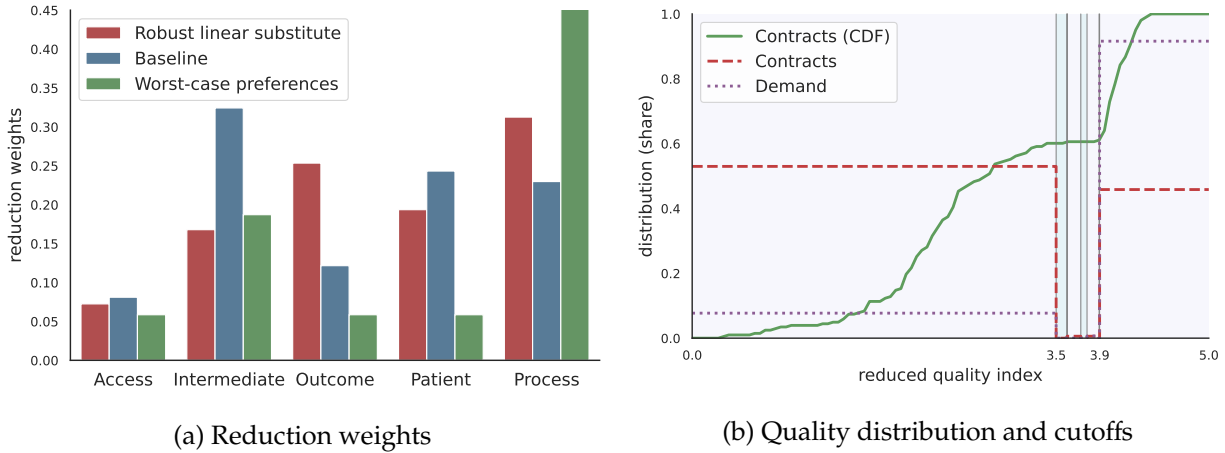 0.45
0.40
0.35
0.30
0.25
0.20
0.15
0.10
0.05
0.00
reduction weights
Robust linear substitute
Baseline
Worst-case preferences
Access Intermediate Outcome Patient Process
(a) Reduction weights
1.0
0.8
0.6
0.4
0.2
0.0
distribution (share)
Contracts (CDF)
Contracts
Demand
0.0 3.5 3.9 5.0
reduced quality index
(b) Quality distribution and cutoffs